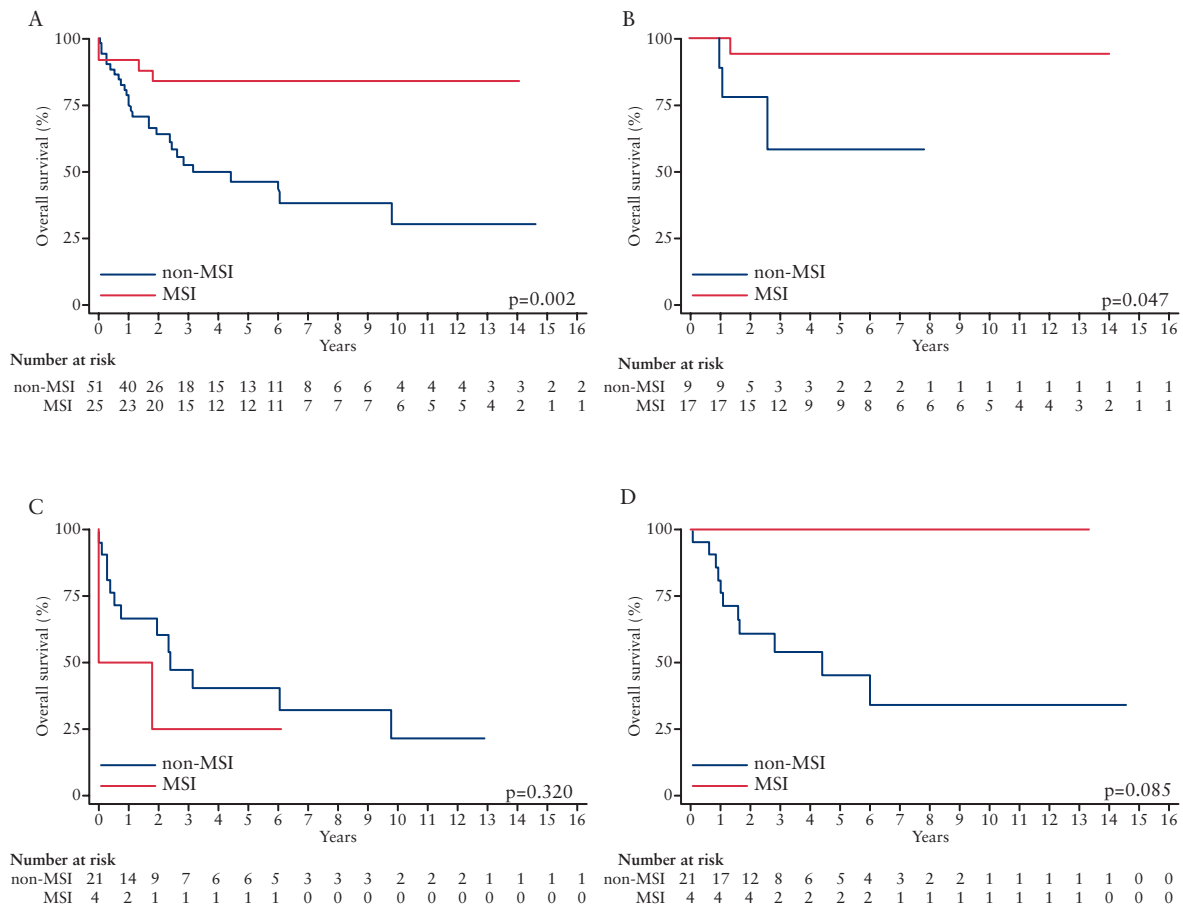 A
100
75
50
25
0
Overall survival (%)
non-MSI
MSI
p=0.002
0 1 2 3 4 5 6 7 8 9 10 11 12 13 14 15 16
Years
Number at risk
non-MSI 51 40 26 18 15 13 11 8 6 6 4 4 4 3 3 2 2
MSI 25 23 20 15 12 12 11 7 7 7 6 5 5 4 2 1 1
B
100
75
50
25
0
Overall survival (%)
non-MSI
MSI
p=0.047
0 1 2 3 4 5 6 7 8 9 10 11 12 13 14 15 16
Years
Number at risk
non-MSI 9 9 5 3 3 2 2 2 1 1 1 1 1 1 1 1 1
MSI 17 17 15 12 9 9 8 6 6 6 5 4 4 3 2 1 1
C
100
75
50
25
0
Overall survival (%)
non-MSI
MSI
p=0.320
0 1 2 3 4 5 6 7 8 9 10 11 12 13 14 15 16
Years
Number at risk
non-MSI 21 14 9 7 6 6 5 3 3 3 2 2 2 1 1 1 1
MSI 4 2 1 1 1 1 1 0 0 0 0 0 0 0 0 0 0
D
100
75
50
25
0
Overall survival (%)
non-MSI
MSI
p=0.085
0 1 2 3 4 5 6 7 8 9 10 11 12 13 14 15 16
Years
Number at risk
non-MSI 21 17 12 8 6 5 4 3 2 2 1 1 1 1 1 0 0
MSI 4 4 4 2 2 2 2 1 1 1 1 1 1 1 0 0 0